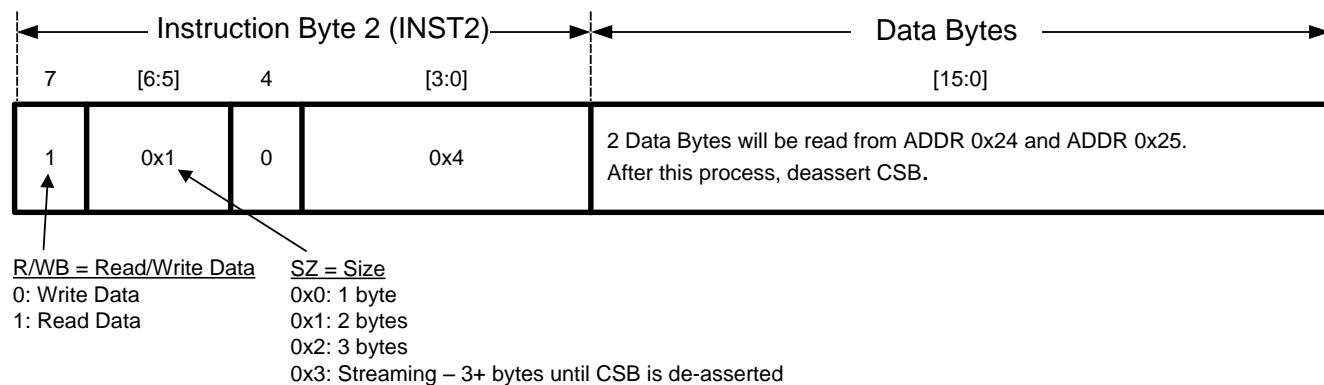 Instruction Byte 2 (INST2)
Data Bytes
7
[6:5]
4
[3:0]
[15:0]
1
0x1
0
0x4
2 Data Bytes will be read from ADDR 0x24 and ADDR 0x25.
After this process, deassert CSB.
R/WB = Read/Write Data
0: Write Data
1: Read Data
SZ = Size
0x0: 1 byte
0x1: 2 bytes
0x2: 3 bytes
0x3: Streaming – 3+ bytes until CSB is de-asserted